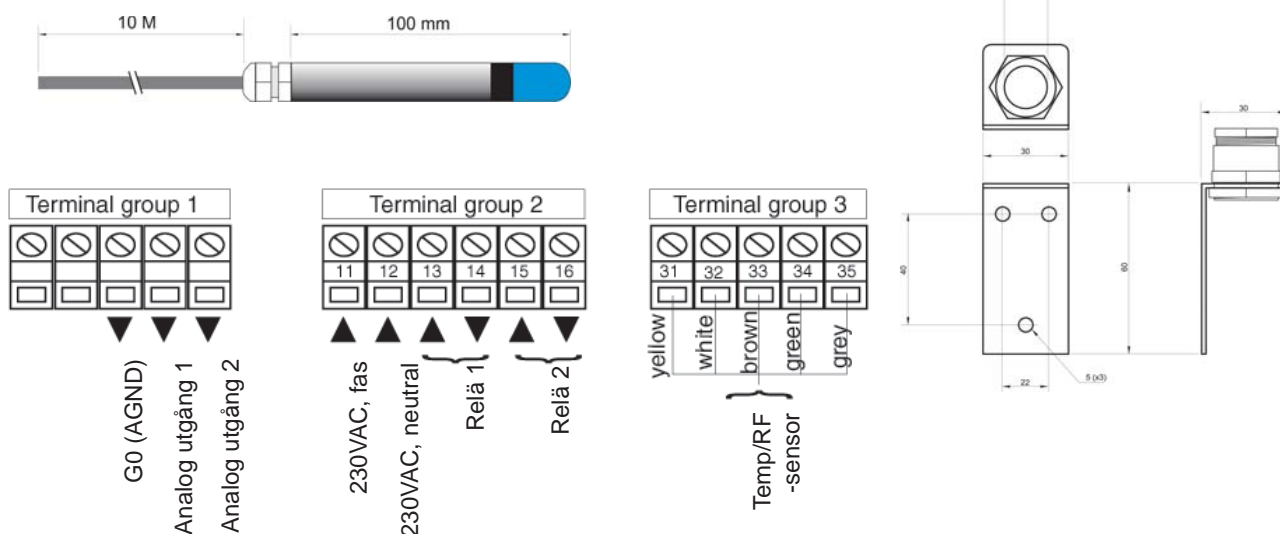 10 M
100 mm
30
30
Terminal group 1
Terminal group 2
Terminal group 3
11 12 13 14 15 16
31 32 33 34 35
40
60
yellow
white
brown
green
grey
G0 (AGND)
Analog utgång 1
Analog utgång 2
230VAC, fas
230VAC, neutral
Relä 1
Relä 2
Temp/RF
-sensor
5 (x3)
22